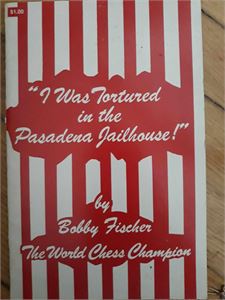 $1.00
"I Was Tortured
in the
Pasadena Jailhouse!"
by
Bobby Fischer
The World Chess Champion